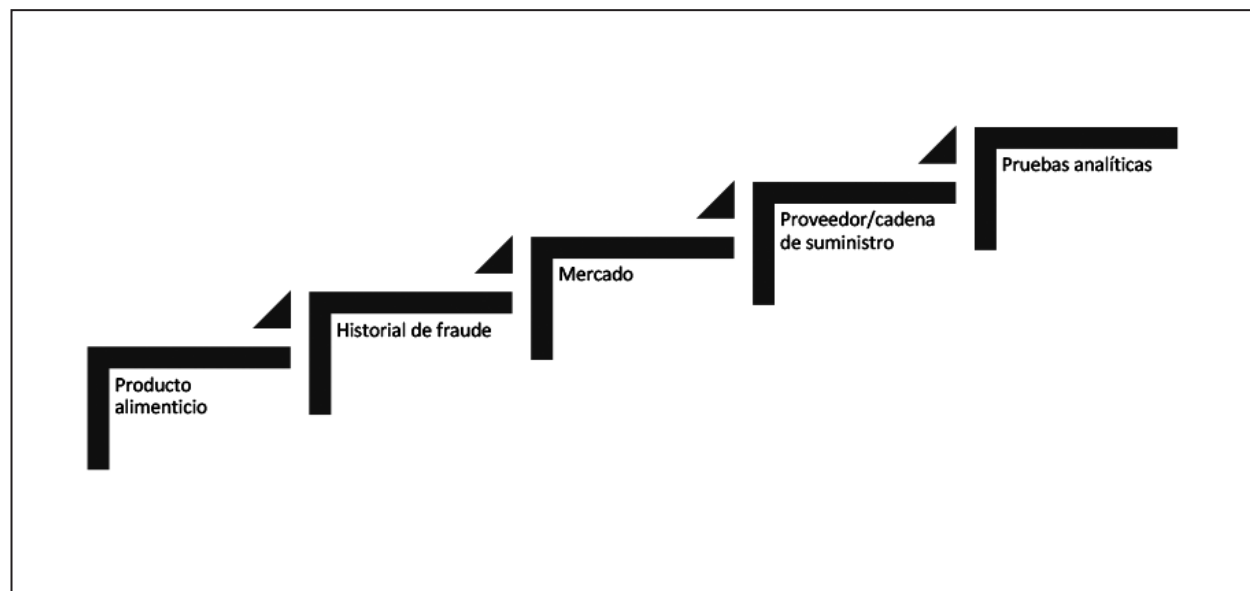 Producto
alimenticio
Historial de fraude
Mercado
Proveedor/cadena
de suministro
Pruebas analíticas